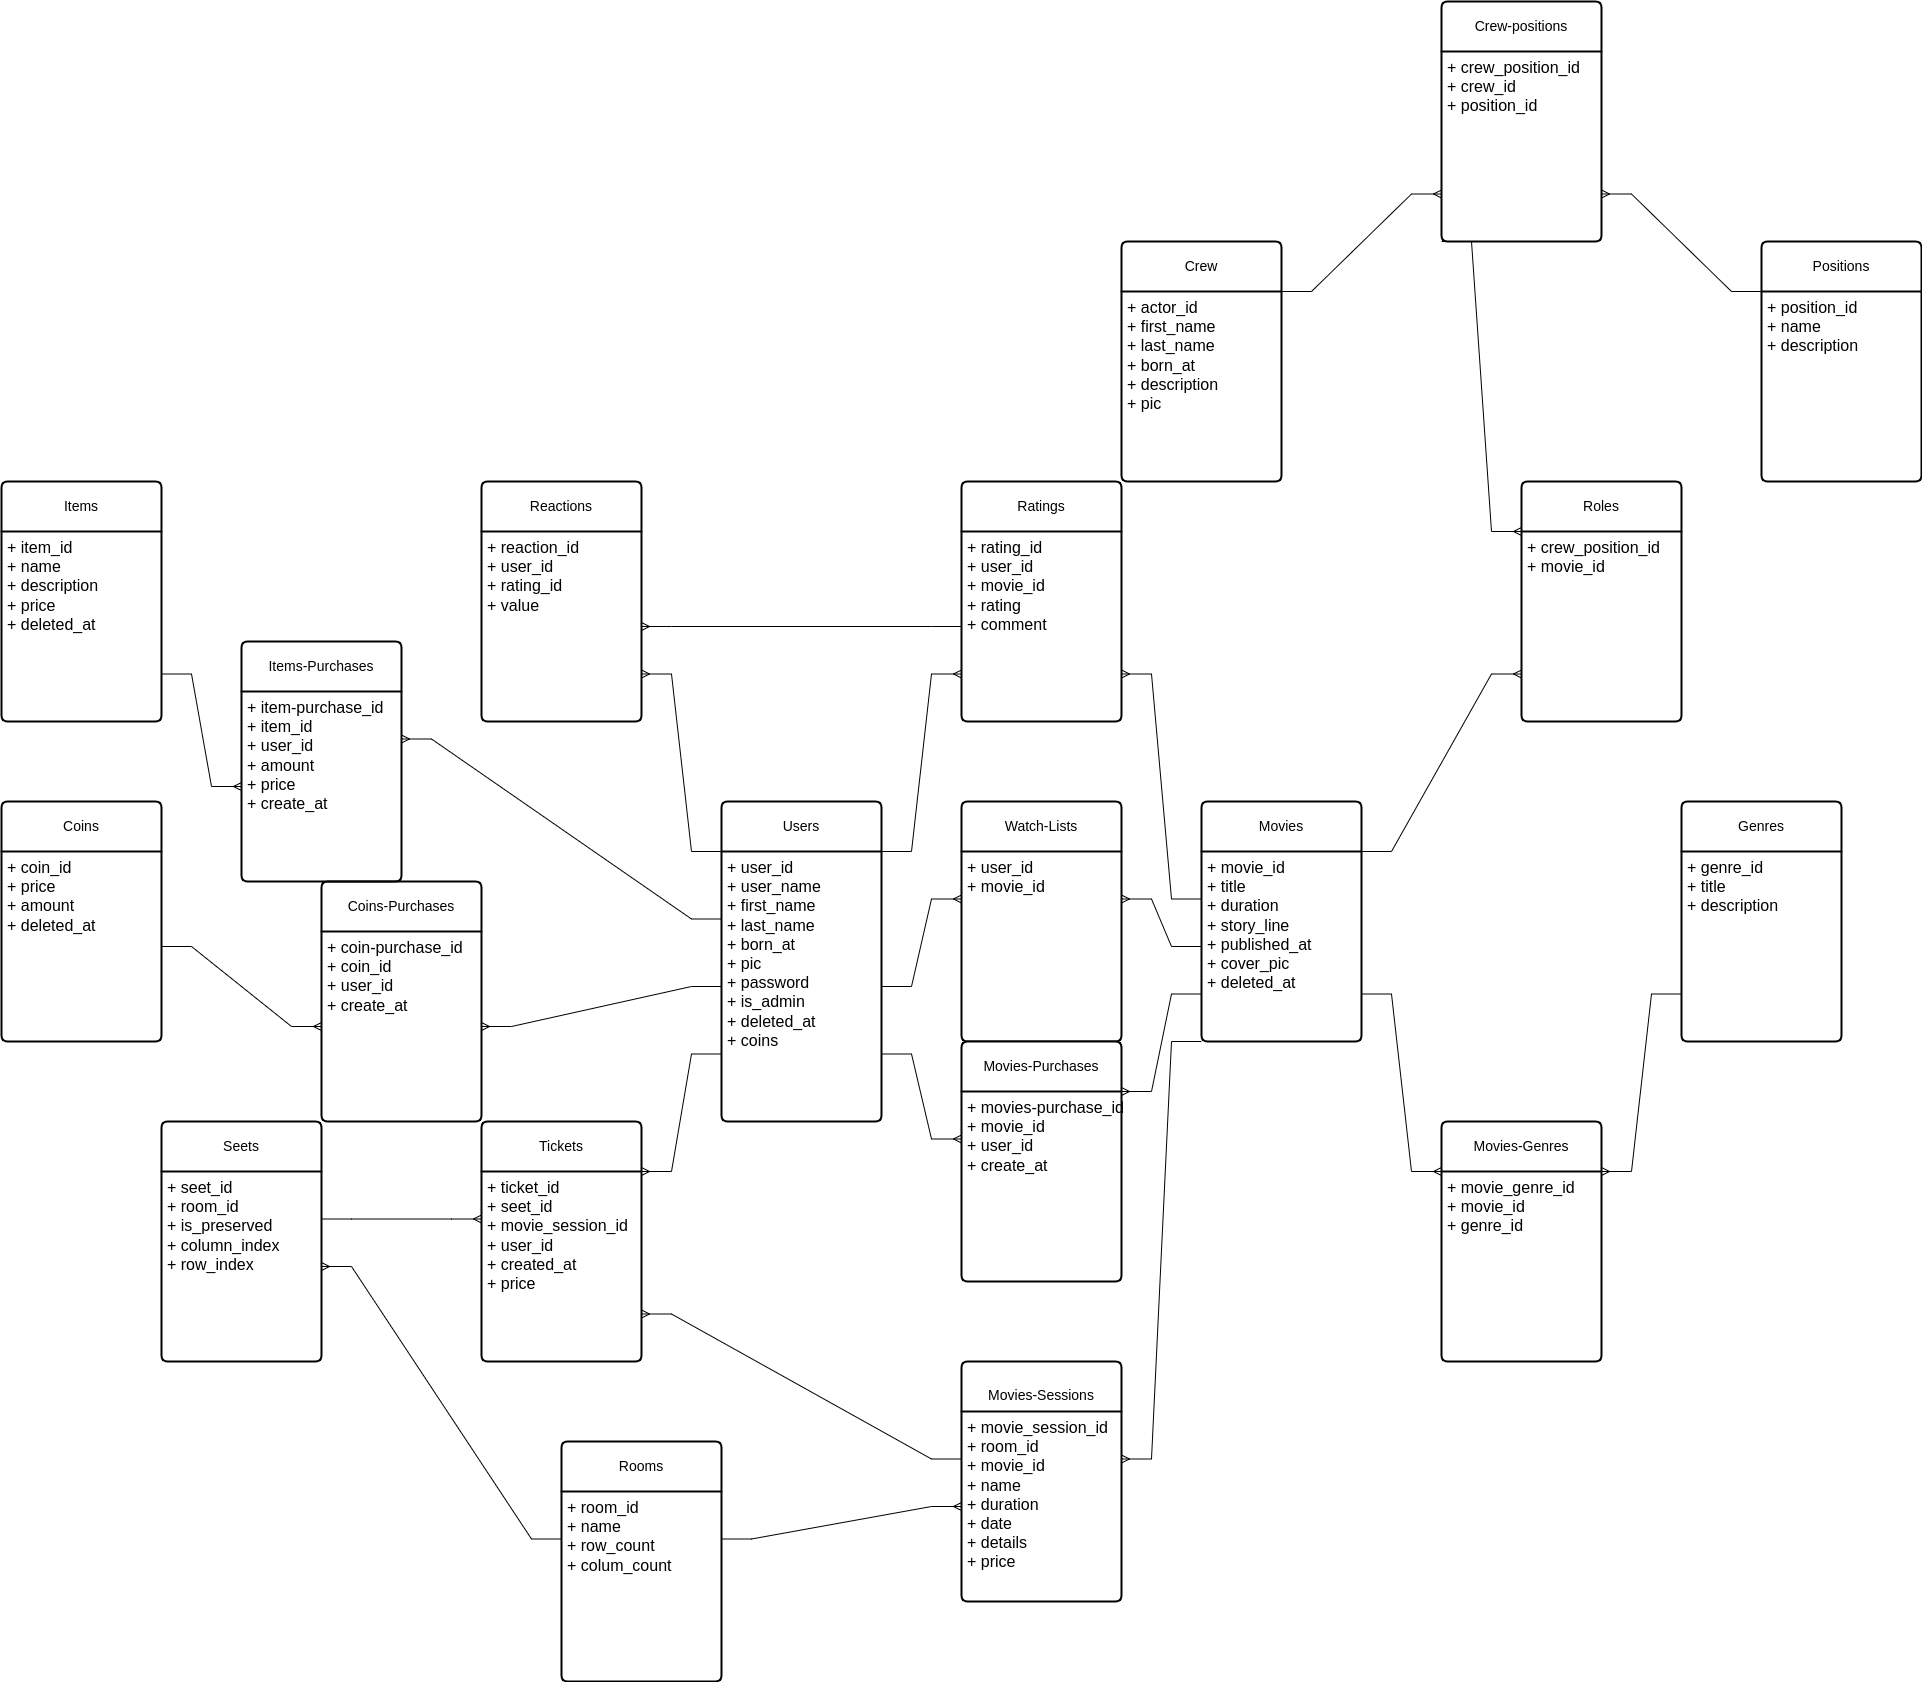 Crew-positions
+ crew_position_id
+ crew_id
+ position_id
Crew
+ actor_id
+ first_name
+ last_name
+ born_at
+ description
+ pic
Positions
+ position_id
+ name
+ description
Items
+ item_id
+ name
+ description
+ price
+ deleted_at
Reactions
+ reaction_id
+ user_id
+ rating_id
+ value
Ratings
+ rating_id
+ user_id
+ movie_id
+ rating
+ comment
Roles
+ crew_position_id
+ movie_id
Items-Purchases
+ item-purchase_id
+ item_id
+ user_id
+ amount
+ price
+ create_at
Coins
+ coin_id
+ price
+ amount
+ deleted_at
Users
+ user_id
+ user_name
+ first_name
+ last_name
+ born_at
+ pic
+ password
+ is_admin
+ deleted_at
+ coins
Watch-Lists
+ user_id
+ movie_id
Movies
+ movie_id
+ title
+ duration
+ story_line
+ published_at
+ cover_pic
+ deleted_at
Genres
+ genre_id
+ title
+ description
Coins-Purchases
+ coin-purchase_id
+ coin_id
+ user_id
+ create_at
Movies-Purchases
+ movies-purchase_id
+ movie_id
+ user_id
+ create_at
Seets
+ seet_id
+ room_id
+ is_preserved
+ column_index
+ row_index
Tickets
+ ticket_id
+ seet_id
+ movie_session_id
+ user_id
+ created_at
+ price
Movies-Genres
+ movie_genre_id
+ movie_id
+ genre_id
Movies-Sessions
+ movie_session_id
+ room_id
+ movie_id
+ name
+ duration
+ date
+ details
+ price
Rooms
+ room_id
+ name
+ row_count
+ colum_count